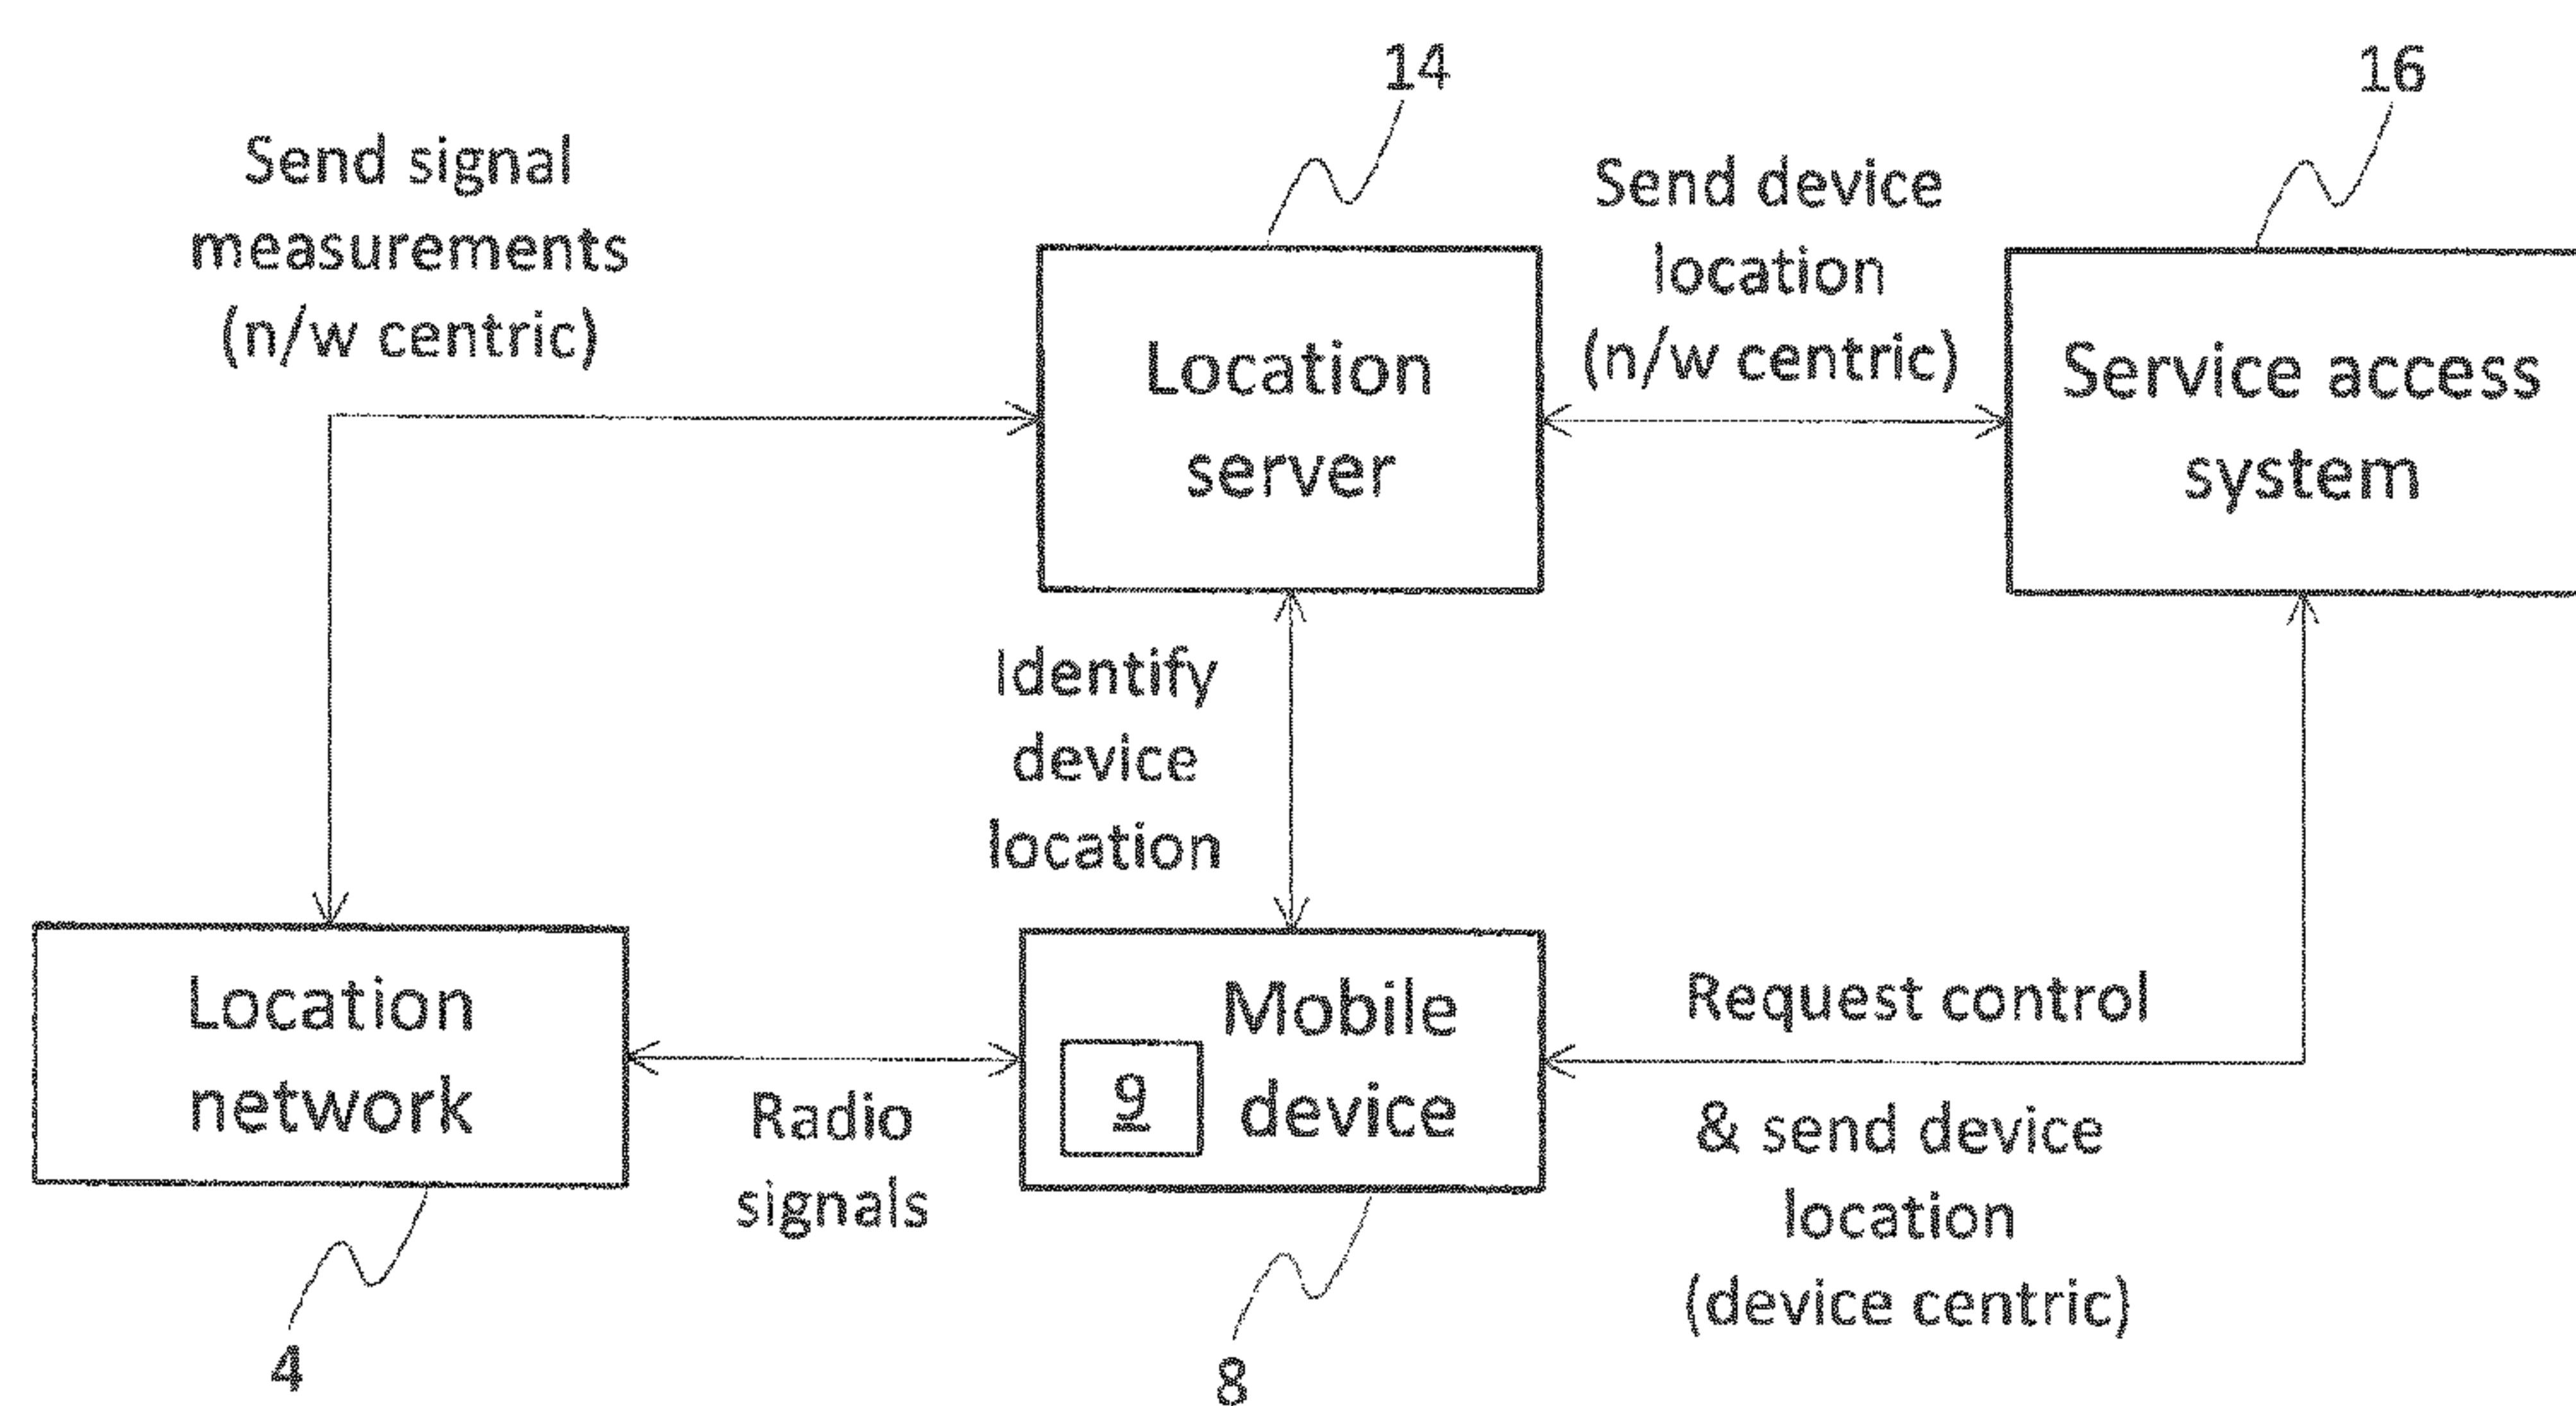 14
16
Send signal
measurements
(n/w centric)
Send device
location
(n/w centric)
Location
server
Service access
system
Identify
device
location
Location
network
Radio
signals
9
Mobile
device
Request control
& send device
location
(device centric)
4
8